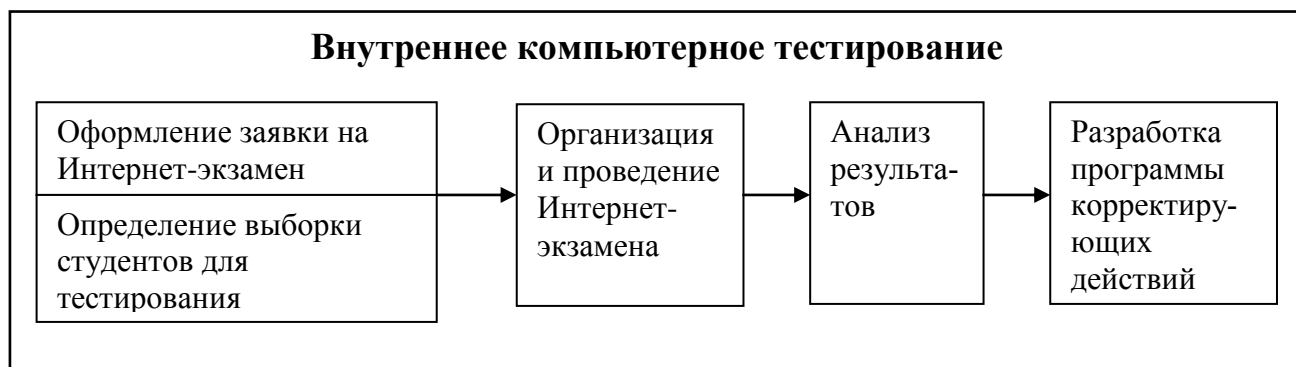 Внутреннее компьютерное тестирование
Оформление заявки на
Интернет-экзамен
Определение выборки
студентов для
тестирования
Организация
и проведение
Интернет-
экзамена
Анализ
результа-
тов
Разработка
программы
корректиру-
ющих
действий